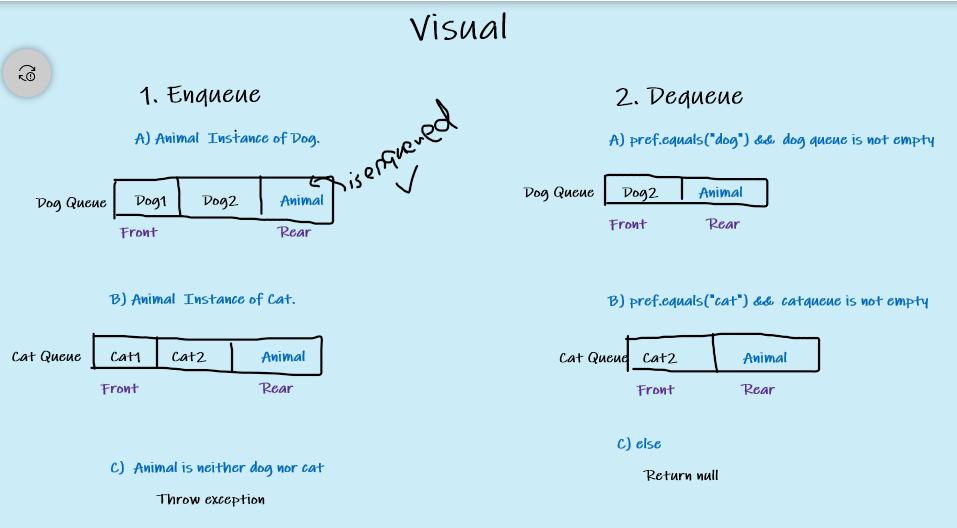 Visual
1. Enqueue
A) Animal Instance of Dog.
is enqueued
Dog Queue Dog1 Dog2 Animal
Front Rear
B) Animal Instance of Cat.
Cat Queue Cat1 Cat2 Animal
Front Rear
C) Animal is neither dog nor cat
Throw exception
2. Dequeue
A) pref.equals("dog") && dog queue is not empty
Dog Queue Dog2 Animal
Front Rear
B) pref.equals("cat") && catqueue is not empty
Cat Queue Cat2 Animal
Front Rear
C) else
Return null